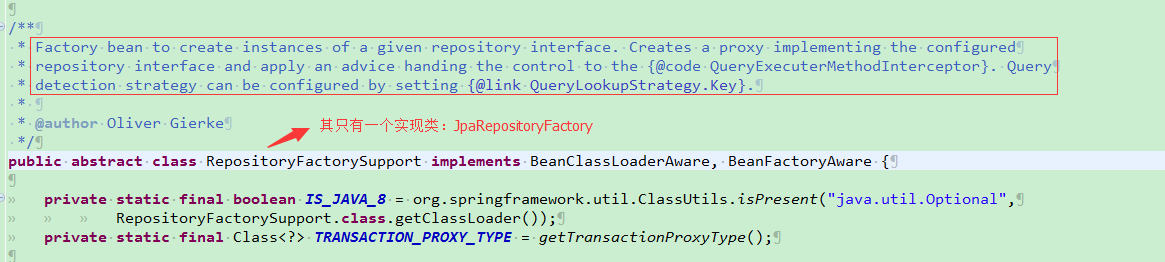 /**
* Factory bean to create instances of a given repository interface. Creates a proxy implementing the configured
* repository interface and apply an advice handing the control to the {@code QueryExecuterMethodInterceptor}. Query
* detection strategy can be configured by setting {@link QueryLookupStrategy.Key}.
*
* @author Oliver Gierke
其只有一个实现类：JpaRepositoryFactory
*/
public abstract class RepositoryFactorySupport implements BeanClassLoaderAware, BeanFactoryAware {
private static final boolean IS_JAVA_8 = org.springframework.util.ClassUtils.isPresent("java.util.Optional",
RepositoryFactorySupport.class.getClassLoader());
private static final Class<?> TRANSACTION_PROXY_TYPE = getTransactionProxyType();